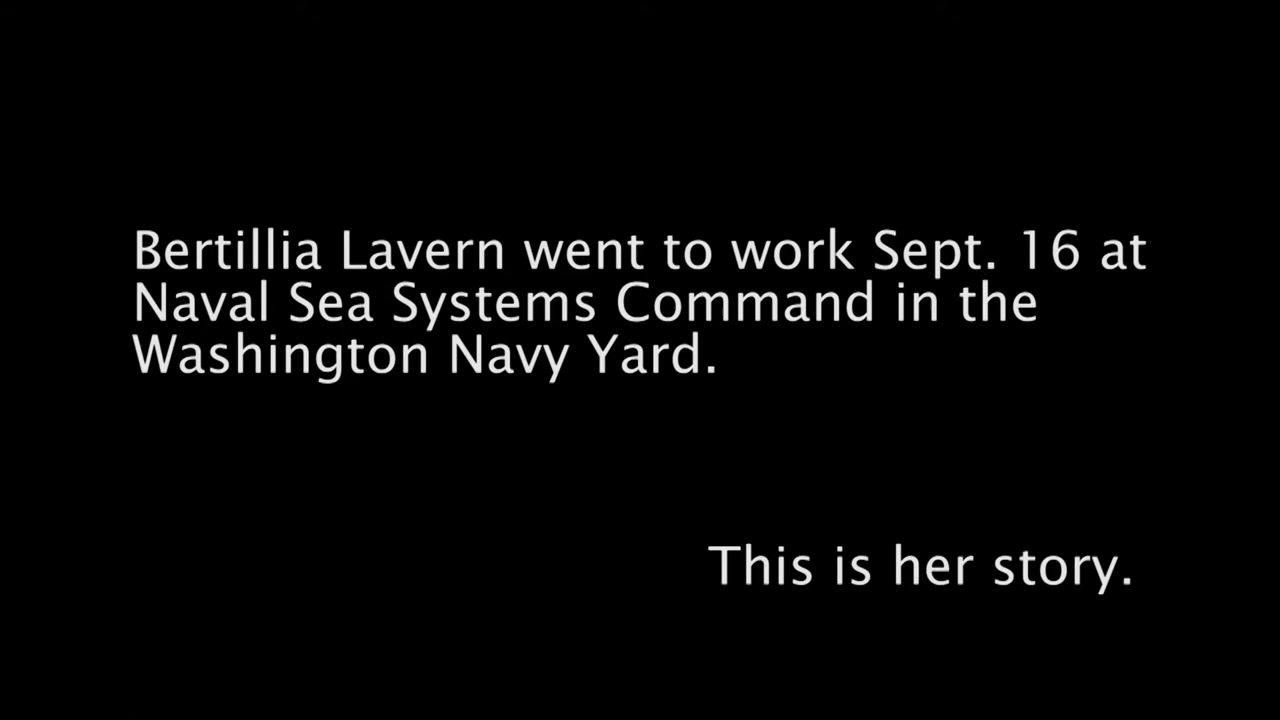 Bertillia Lavern went to work Sept. 16 at
Naval Sea Systems Command in the
Washington Navy Yard.
This is her story.